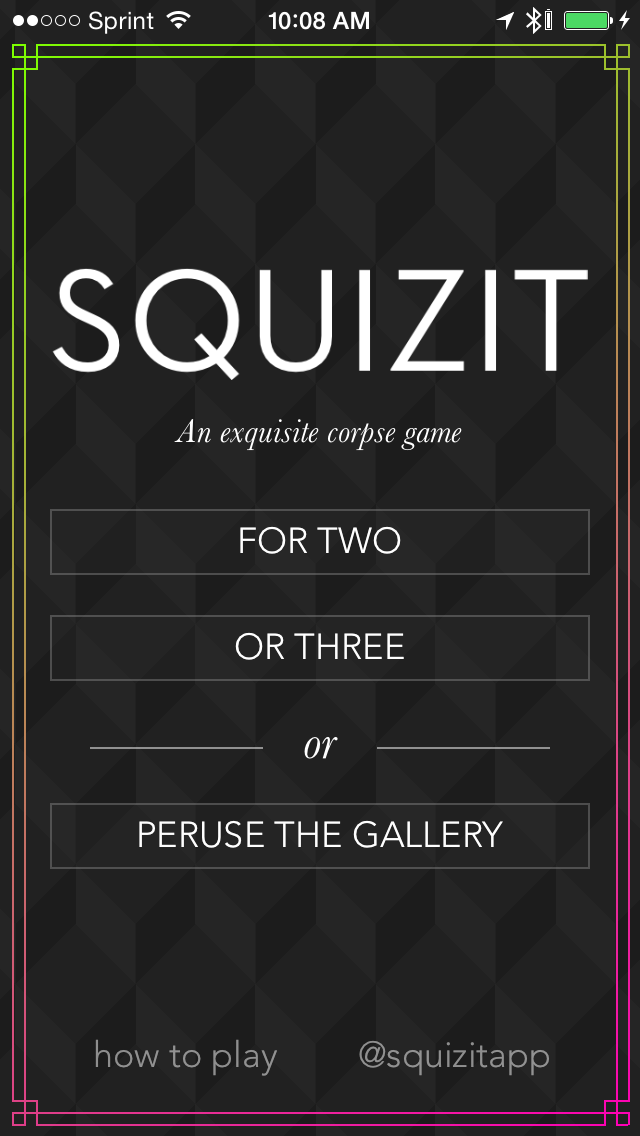 Sprint 10:08 AM
SQUIZIT
An exquisite corpse game
FOR TWO
OR THREE
or
PERUSE THE GALLERY
how to play @squizitapp